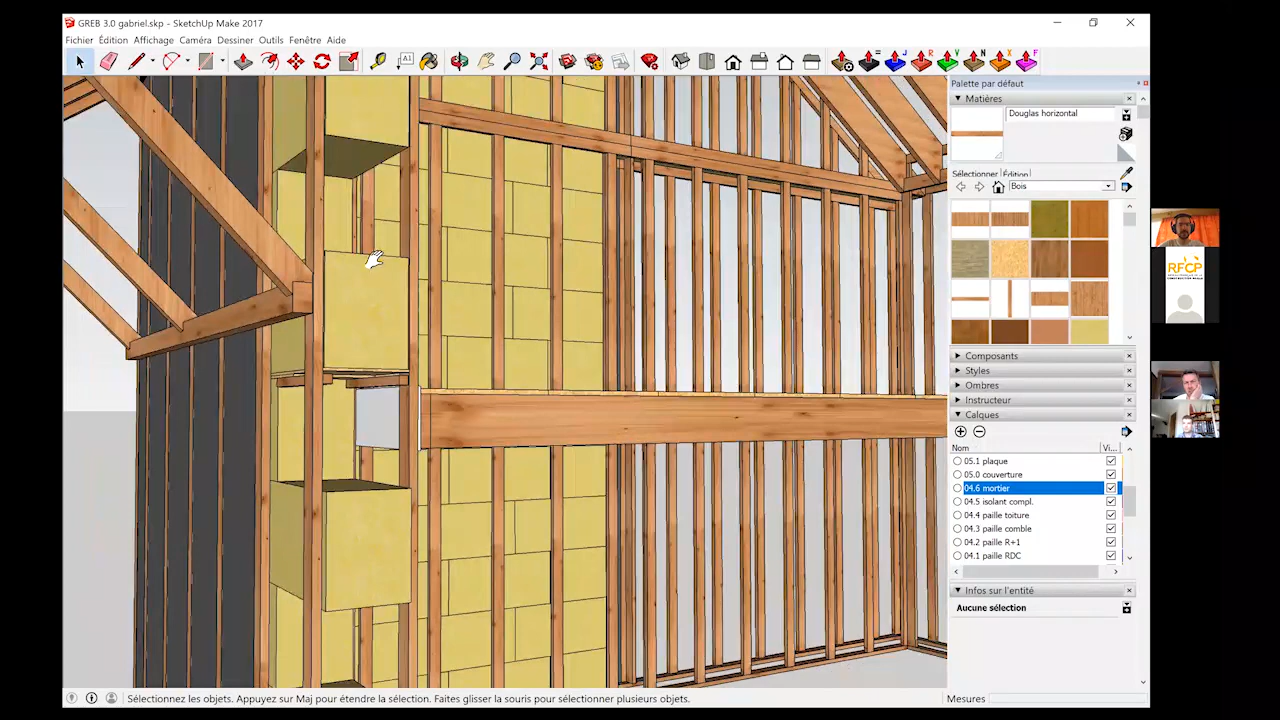 GREB 3.0 gabriel.skp - SketchUp Make 2017
Fichier Édition Affichage Caméra Dessiner Outils Fenêtre Aide
A1
= J R V N X F
Palette par défaut
Matières
Douglas horizontal
Sélectionner Édition
Bois
Composants
Styles
Ombres
Instructeur
Calques
Nom Vi...
05.1 plaque
05.0 couverture
04.6 mortier
04.5 isolant compl.
04.4 paille toiture
04.3 paille comble
04.2 paille R+1
04.1 paille RDC
Infos sur l'entité
Aucune sélection
Sélectionnez les objets. Appuyez sur Maj pour étendre la sélection. Faites glisser la souris pour sélectionner plusieurs objets.
Mesures
RFCP